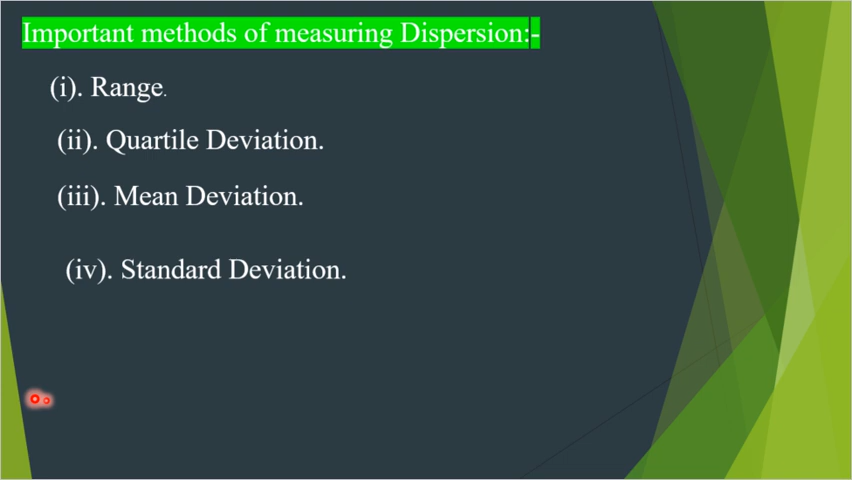 Important methods of measuring Dispersion:-
(i). Range.
(ii). Quartile Deviation.
(iii). Mean Deviation.
(iv). Standard Deviation.